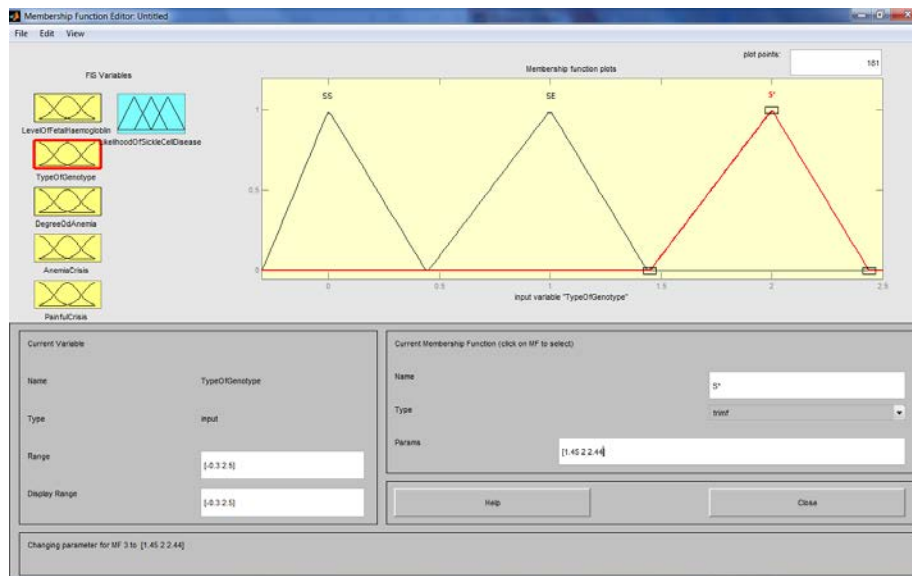 Membership Function Editor: Untitled
File Edit View
plot points:
181
FIS Variables
Membership function plots
LevelOfFetalHaemoglobin
LikelihoodOfSickleCellDisease
TypeOfGenotype
DegreeOdAnemia
AnemiaCrisis
PainfulCrisis
SS SE S*
1
0.5
0
0 0.5 1 1.5 2 2.5
input variable "TypeOfGenotype"
Current Variable
Name TypeOfGenotype
Type input
Range [-0.3 2.5]
Display Range [-0.3 2.5]
Current Membership Function (click on MF to select)
Name S*
Type trimf
Params [1.45 2 2.44]
Help Close
Changing parameter for MF 3 to [1.45 2 2.44]